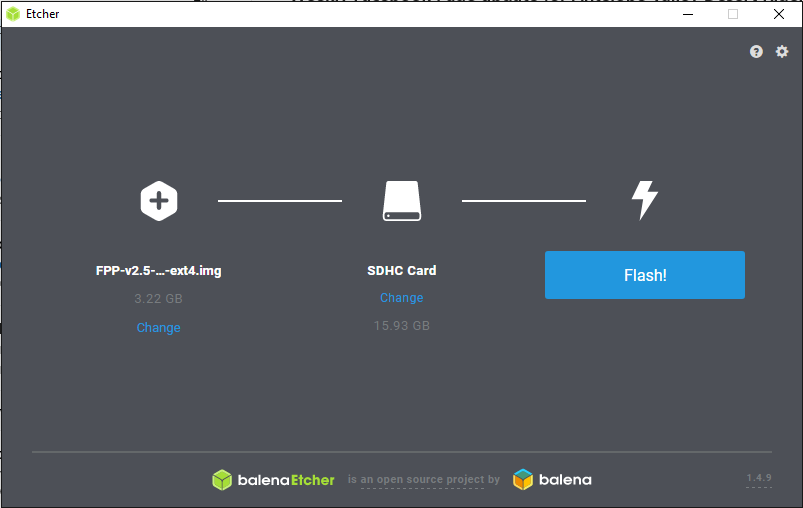 Etcher
FPP-v2.5-...-ext4.img
3.22 GB
Change
SDHC Card
Change
15.93 GB
Flash!
balenaEtcher is an open source project by balena
1.4.9